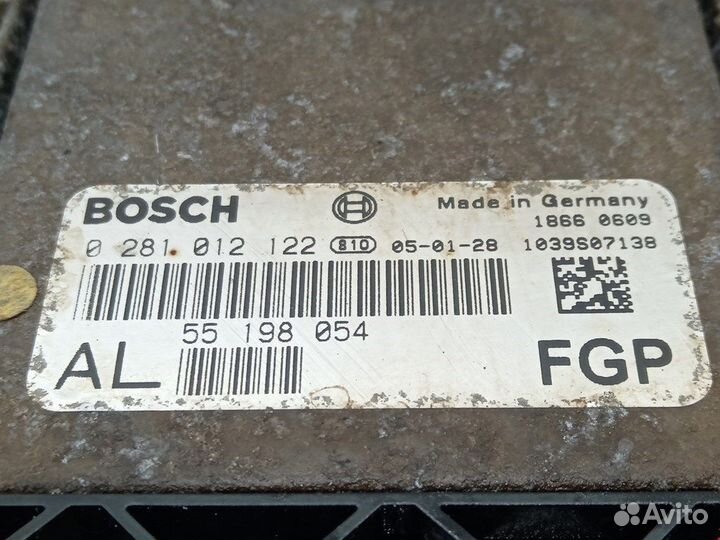 BOSCH
Made in Germany
1866 0609
0 281 012 122 810 05-01-28 1039S07138
55 198 054
AL
FGP
Avito